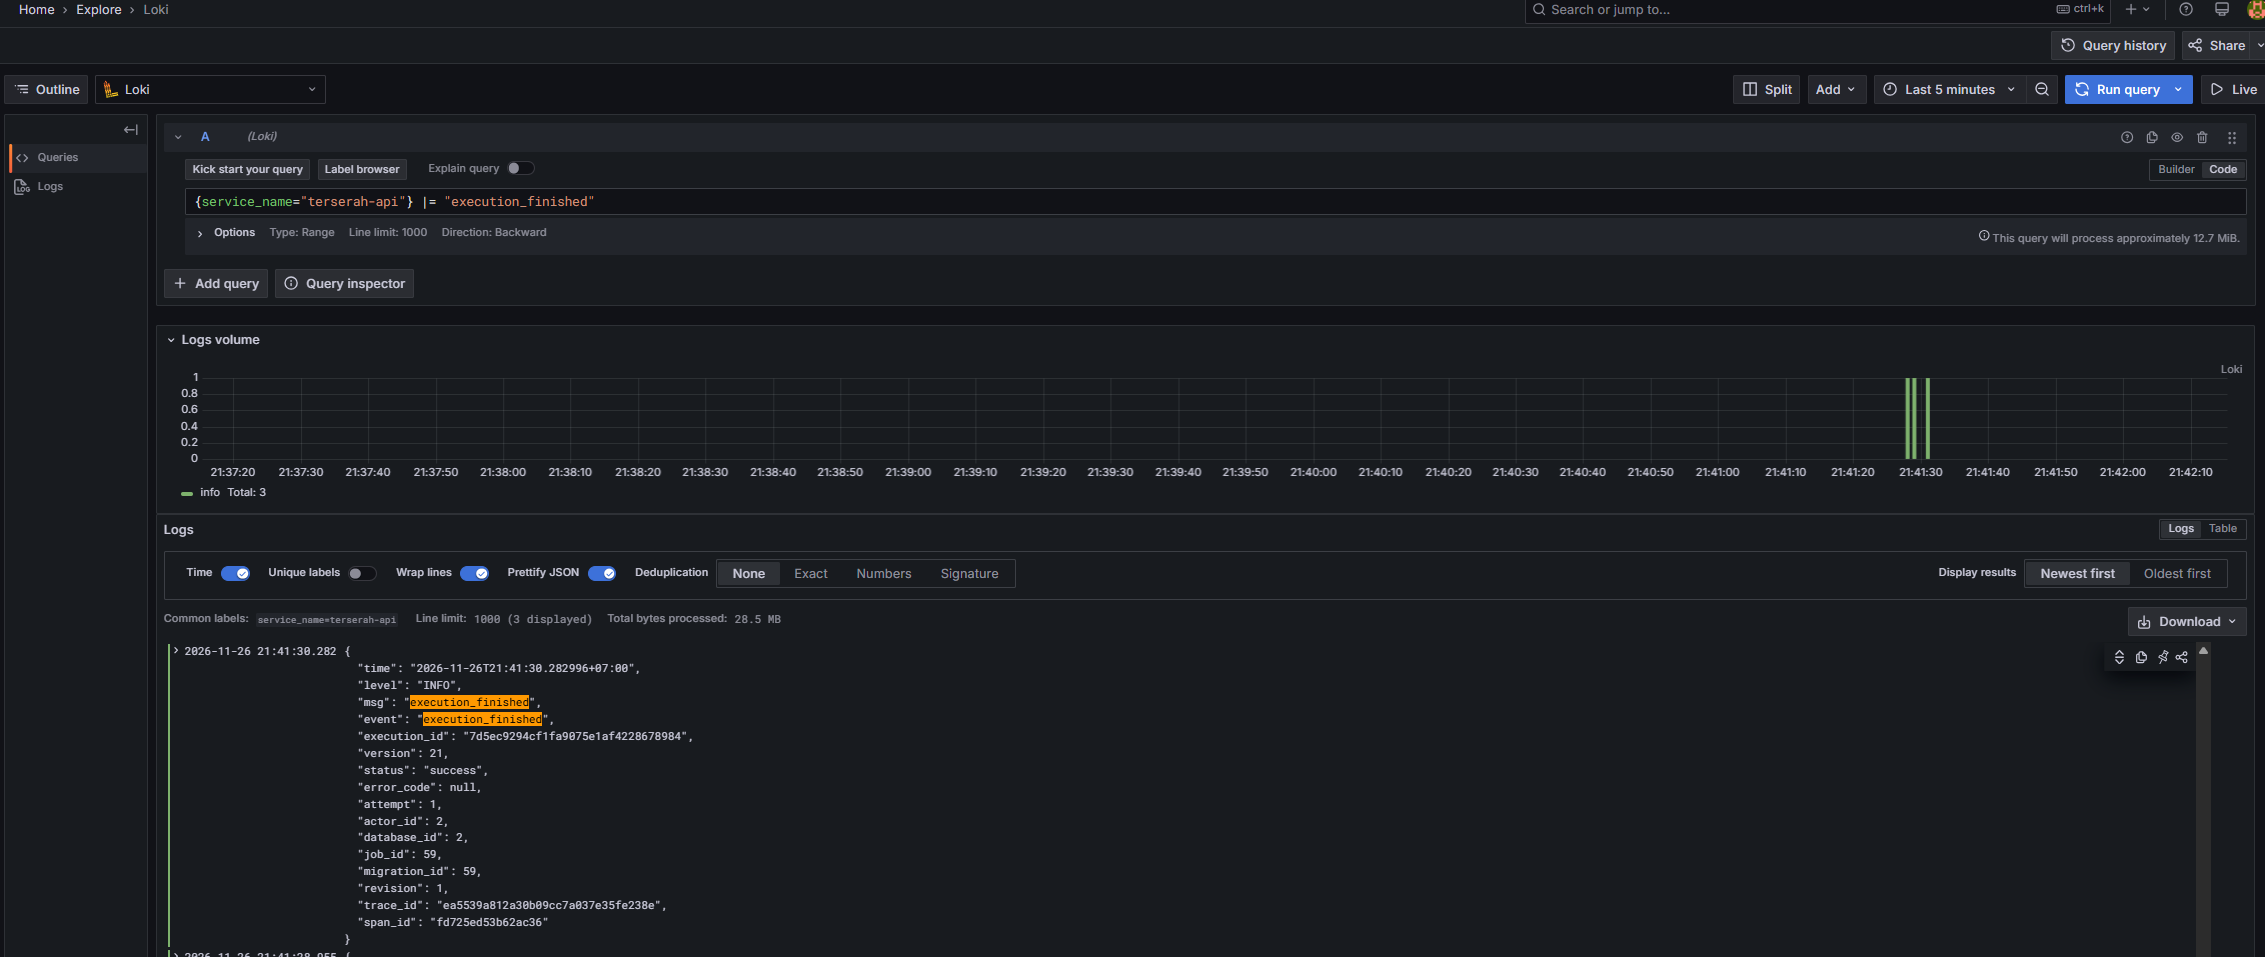 Home › Explore › Loki
Search or jump to... ctrl+k
Query history Share
Outline Loki Split Add Last 5 minutes Run query Live
Queries
Logs
A (Loki)
Kick start your query Label browser Explain query Builder Code
{service_name="terserah-api"} |= "execution_finished"
Options Type: Range Line limit: 1000 Direction: Backward This query will process approximately 12.7 MiB.
+ Add query Query inspector
Logs volume
Loki
1
0.8
0.6
0.4
0.2
0
21:37:20 21:37:30 21:37:40 21:37:50 21:38:00 21:38:10 21:38:20 21:38:30 21:38:40 21:38:50 21:39:00 21:39:10 21:39:20 21:39:30 21:39:40 21:39:50 21:40:00 21:40:10 21:40:20 21:40:30 21:40:40 21:40:50 21:41:00 21:41:10 21:41:20 21:41:30 21:41:40 21:41:50 21:42:00 21:42:10
info Total: 3
Logs Logs Table
Time Unique labels Wrap lines Prettify JSON Deduplication None Exact Numbers Signature Display results Newest first Oldest first
Common labels: service_name=terserah-api Line limit: 1000 (3 displayed) Total bytes processed: 28.5 MB Download
2026-11-26 21:41:30.282 {
"time": "2026-11-26T21:41:30.282996+07:00",
"level": "INFO",
"msg": "execution_finished",
"event": "execution_finished",
"execution_id": "7d5ec9294cf1fa9075e1af4228678984",
"version": 21,
"status": "success",
"error_code": null,
"attempt": 1,
"actor_id": 2,
"database_id": 2,
"job_id": 59,
"migration_id": 59,
"revision": 1,
"trace_id": "ea5539a812a30b09cc7a037e35fe238e",
"span_id": "fd725ed53b62ac36"
}
2026-11-26 21:41:28.955 {